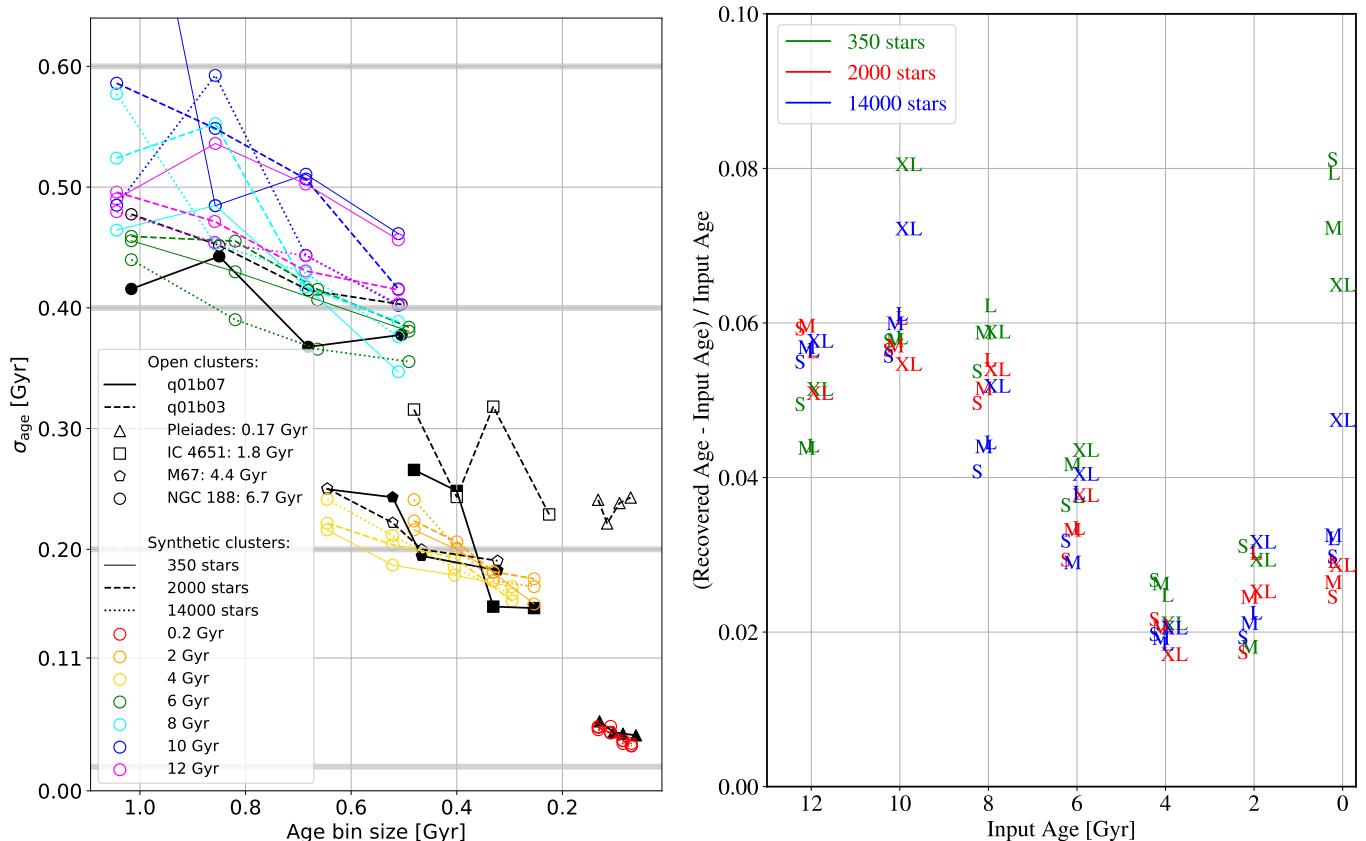 0.60
0.50
0.40
0.30
0.20
0.11
0.00
σage [Gyr]
Open clusters:
q01b07
q01b03
Pleiades: 0.17 Gyr
IC 4651: 1.8 Gyr
M67: 4.4 Gyr
NGC 188: 6.7 Gyr
Synthetic clusters:
350 stars
2000 stars
14000 stars
0.2 Gyr
2 Gyr
4 Gyr
6 Gyr
8 Gyr
10 Gyr
12 Gyr
1.0 0.8 0.6 0.4 0.2
Age bin size [Gyr]
0.10
0.08
0.06
0.04
0.02
0.00
(Recovered Age - Input Age) / Input Age
350 stars
2000 stars
14000 stars
XL
XL
S
L
M
XL
XL
12 10 8 6 4 2 0
Input Age [Gyr]